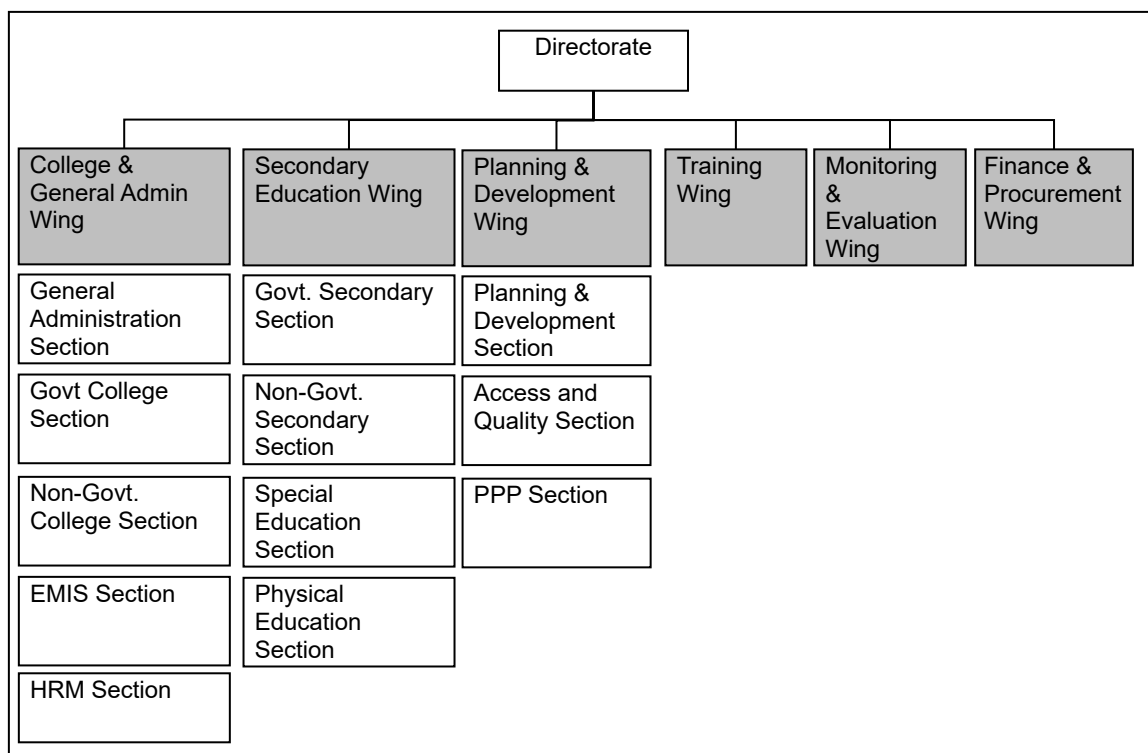 Directorate
College &
General Admin
Wing
Secondary
Education Wing
Planning &
Development
Wing
Training
Wing
Monitoring
&
Evaluation
Wing
Finance &
Procurement
Wing
General
Administration
Section
Govt. Secondary
Section
Planning &
Development
Section
Govt College
Section
Non-Govt.
Secondary
Section
Access and
Quality Section
Non-Govt.
College Section
Special
Education
Section
PPP Section
EMIS Section
Physical
Education
Section
HRM Section